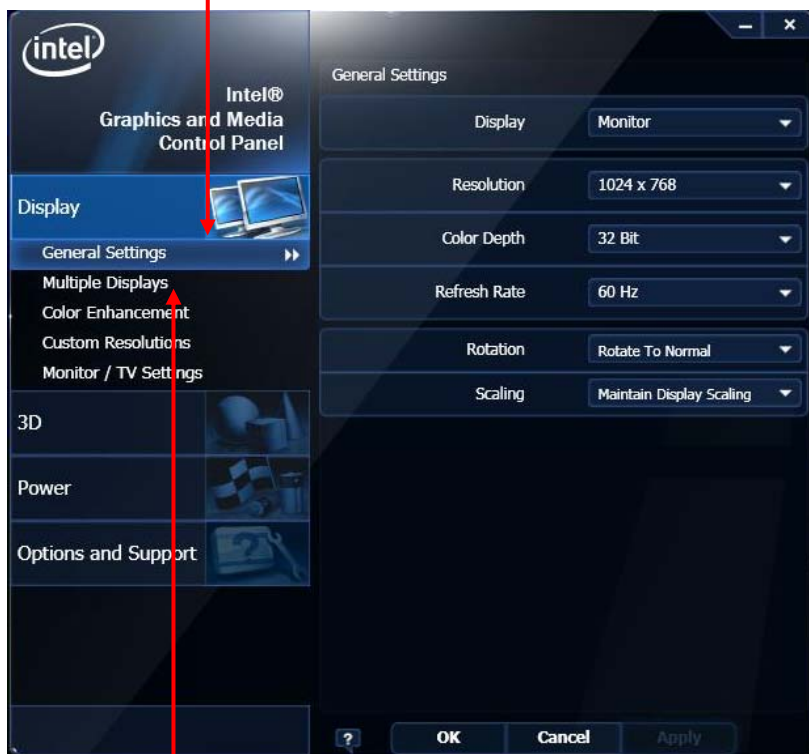 intel
Intel®
Graphics and Media
Control Panel
Display
General Settings
Multiple Displays
Color Enhancement
Custom Resolutions
Monitor / TV Settings
3D
Power
Options and Support
General Settings
Display Monitor
Resolution 1024 x 768
Color Depth 32 Bit
Refresh Rate 60 Hz
Rotation Rotate To Normal
Scaling Maintain Display Scaling
? OK Cancel Apply